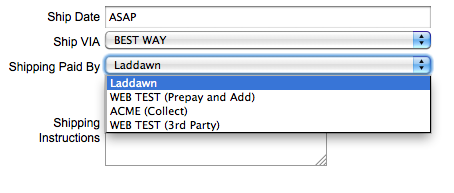 Ship Date ASAP
Ship VIA BEST WAY
Shipping Paid By Laddawn
Laddawn
WEB TEST (Prepay and Add)
ACME (Collect)
WEB TEST (3rd Party)
Shipping
Instructions